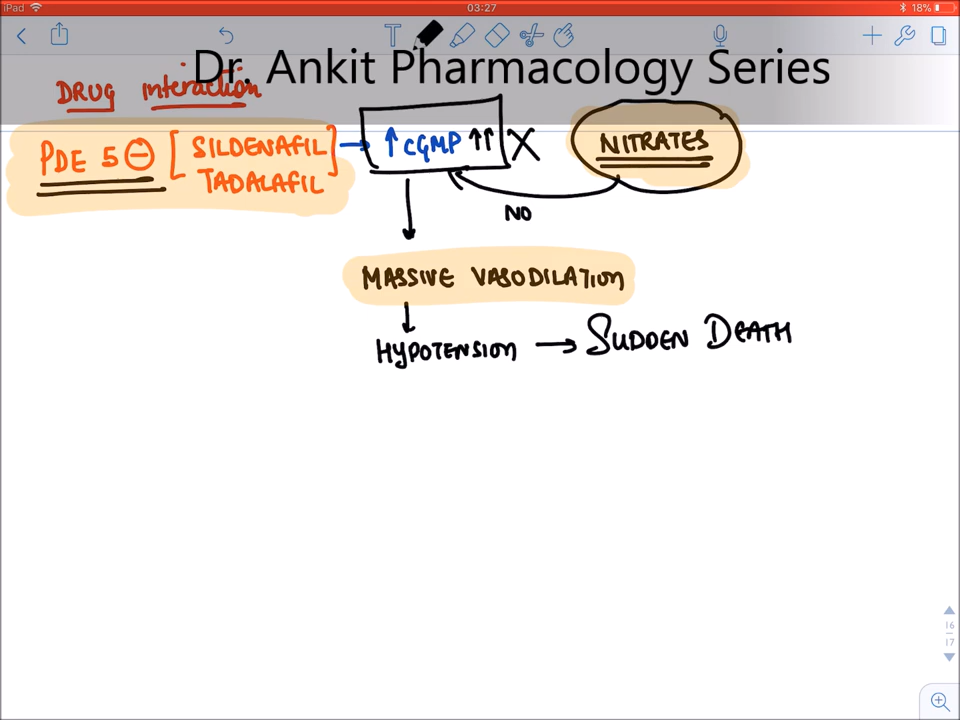 iPad 03:27 18%
T
Dr. Ankit Pharmacology Series
DRUG interaction
PDE 5 ⊖ [ SILDENAFIL ] → ↑ cGMP ↑↑ X NITRATES
TADALAFIL
NO
MASSIVE VASODILATION
HYPOTENSION → SUDDEN DEATH
16
17